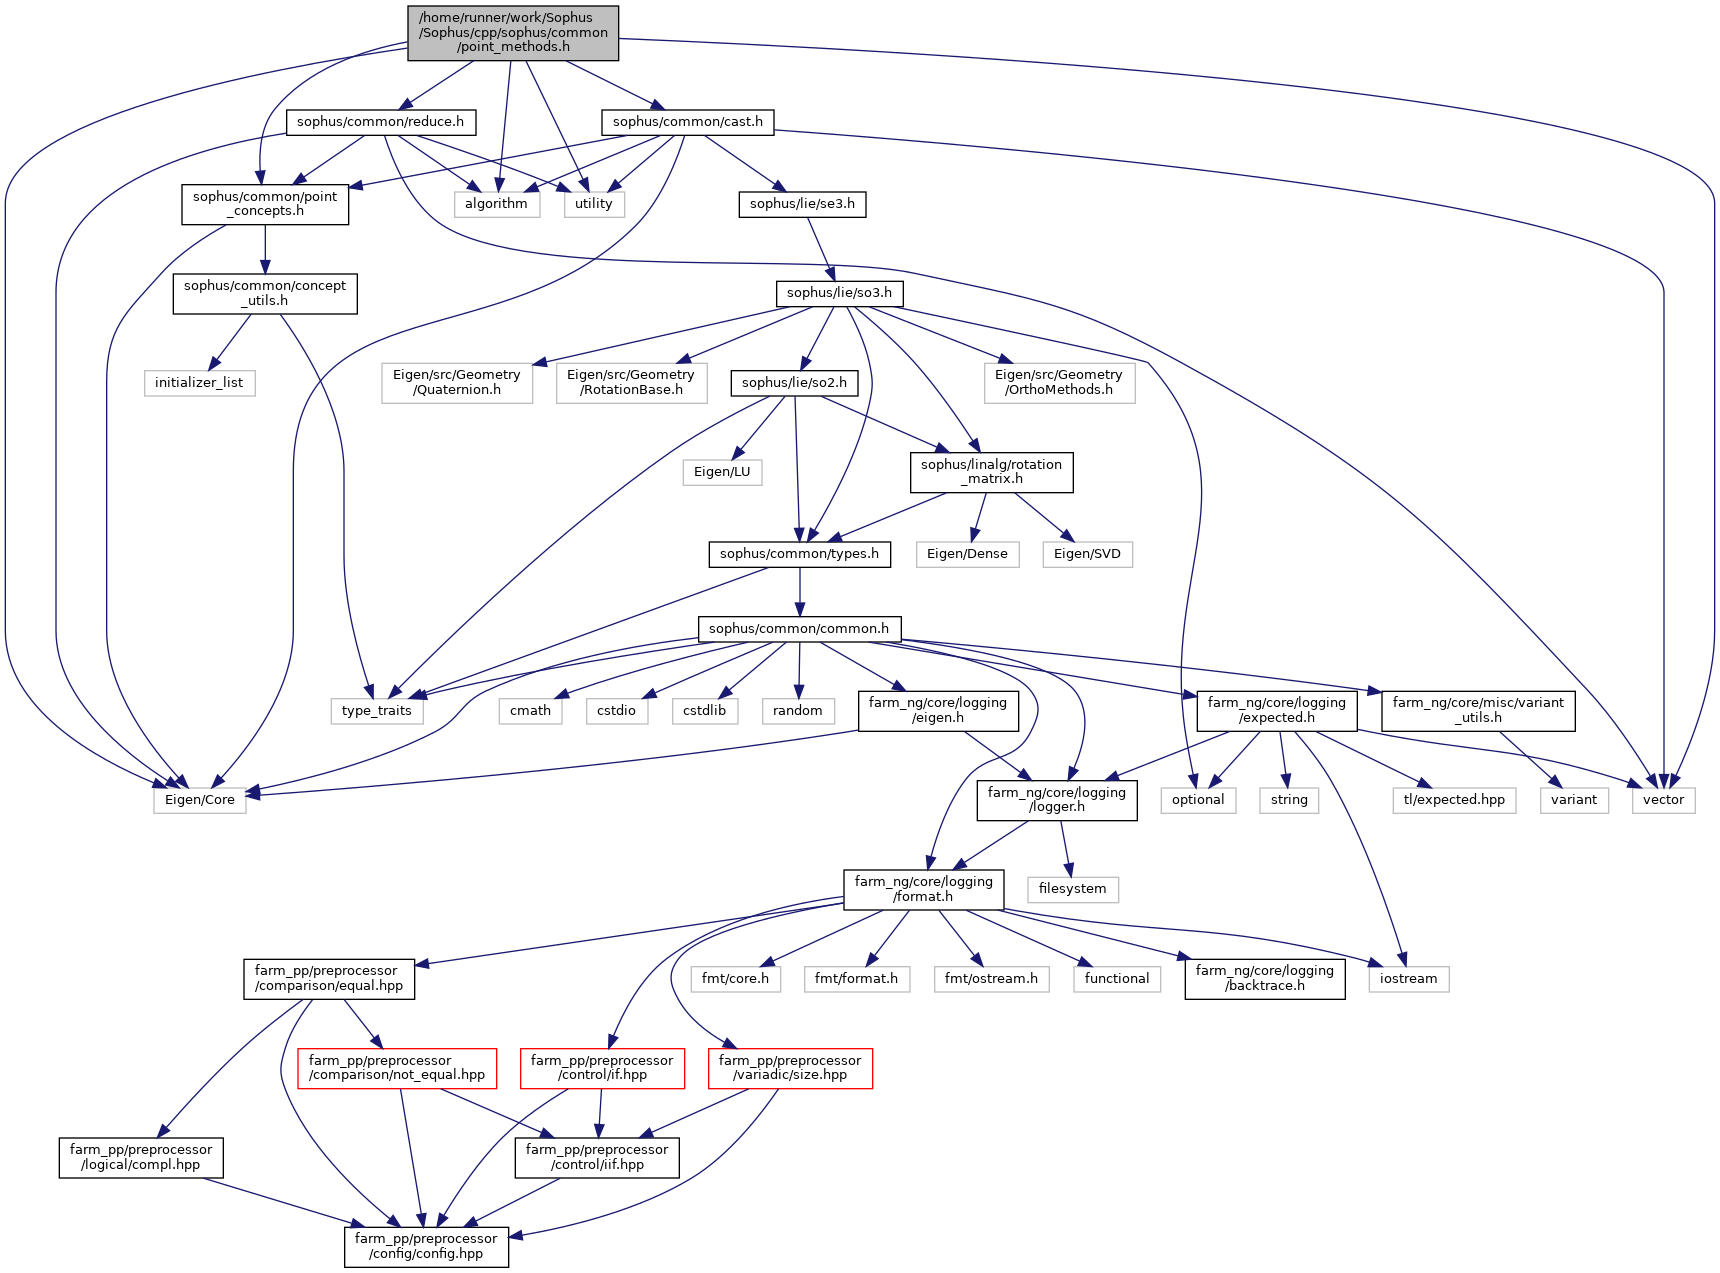 /home/runner/work/Sophus
/Sophus/cpp/sophus/common
/point_methods.h
sophus/common/reduce.h
sophus/common/cast.h
sophus/common/point
_concepts.h
algorithm
utility
sophus/lie/se3.h
sophus/common/concept
_utils.h
sophus/lie/so3.h
initializer_list
Eigen/src/Geometry
/Quaternion.h
Eigen/src/Geometry
/RotationBase.h
sophus/lie/so2.h
Eigen/src/Geometry
/OrthoMethods.h
Eigen/LU
sophus/linalg/rotation
_matrix.h
sophus/common/types.h
Eigen/Dense
Eigen/SVD
sophus/common/common.h
type_traits
cmath
cstdio
cstdlib
random
farm_ng/core/logging
/eigen.h
farm_ng/core/logging
/expected.h
farm_ng/core/misc/variant
_utils.h
Eigen/Core
farm_ng/core/logging
/logger.h
optional
string
tl/expected.hpp
variant
vector
farm_ng/core/logging
/format.h
filesystem
farm_pp/preprocessor
/comparison/equal.hpp
fmt/core.h
fmt/format.h
fmt/ostream.h
functional
farm_ng/core/logging
/backtrace.h
iostream
farm_pp/preprocessor
/comparison/not_equal.hpp
farm_pp/preprocessor
/control/if.hpp
farm_pp/preprocessor
/variadic/size.hpp
farm_pp/preprocessor
/logical/compl.hpp
farm_pp/preprocessor
/control/iif.hpp
farm_pp/preprocessor
/config/config.hpp